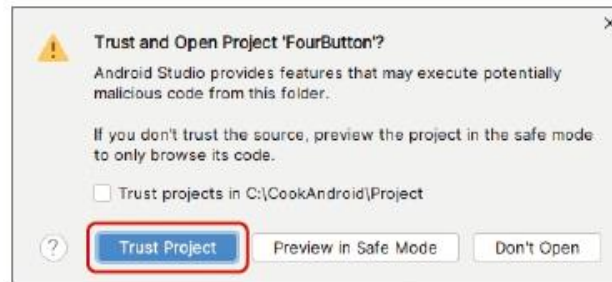 Trust and Open Project 'FourButton'?
Android Studio provides features that may execute potentially
malicious code from this folder.
If you don't trust the source, preview the project in the safe mode
to only browse its code.
Trust projects in C:\CookAndroid\Project
? Trust Project Preview in Safe Mode Don't Open